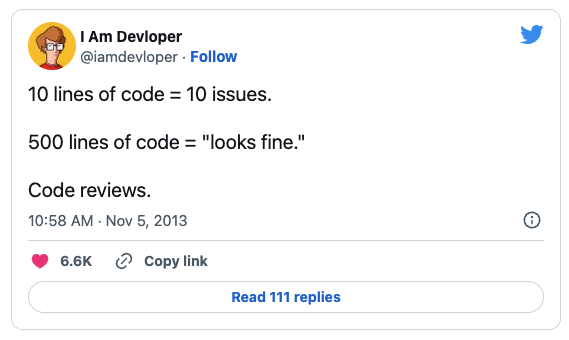 I Am Devloper
@iamdevloper · Follow
10 lines of code = 10 issues.
500 lines of code = "looks fine."
Code reviews.
10:58 AM · Nov 5, 2013
6.6K Copy link
Read 111 replies